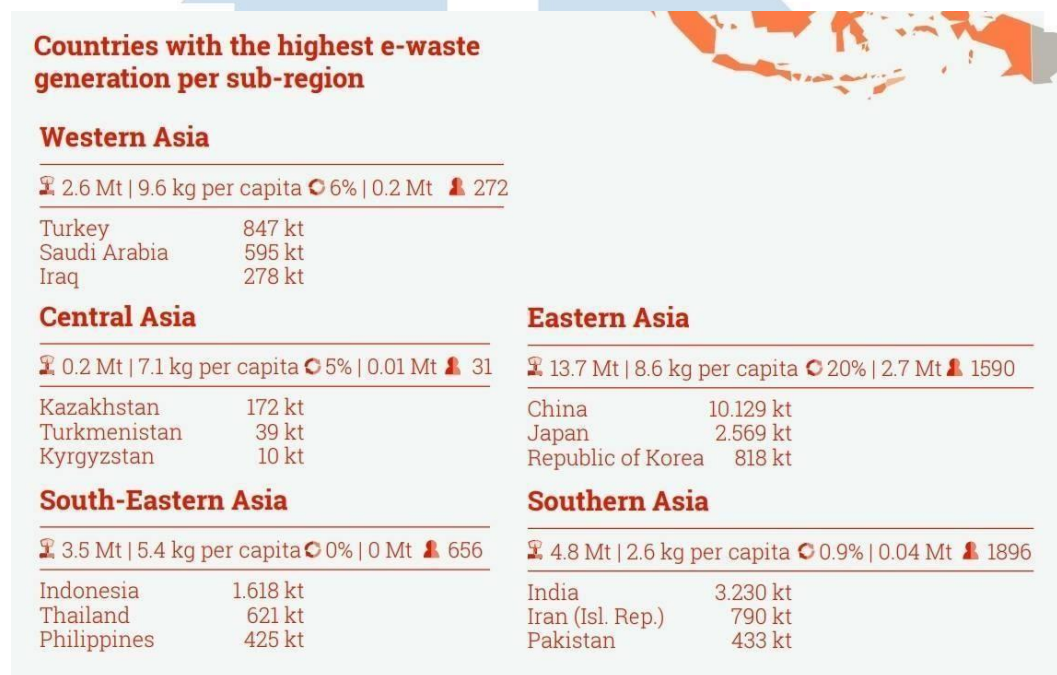 Countries with the highest e-waste
generation per sub-region
Western Asia
2.6 Mt | 9.6 kg per capita 6% | 0.2 Mt 272
Turkey 847 kt
Saudi Arabia 595 kt
Iraq 278 kt
Central Asia
0.2 Mt | 7.1 kg per capita 5% | 0.01 Mt 31
Kazakhstan 172 kt
Turkmenistan 39 kt
Kyrgyzstan 10 kt
Eastern Asia
13.7 Mt | 8.6 kg per capita 20% | 2.7 Mt 1590
China 10.129 kt
Japan 2.569 kt
Republic of Korea 818 kt
South-Eastern Asia
3.5 Mt | 5.4 kg per capita 0% | 0 Mt 656
Indonesia 1.618 kt
Thailand 621 kt
Philippines 425 kt
Southern Asia
4.8 Mt | 2.6 kg per capita 0.9% | 0.04 Mt 1896
India 3.230 kt
Iran (Isl. Rep.) 790 kt
Pakistan 433 kt